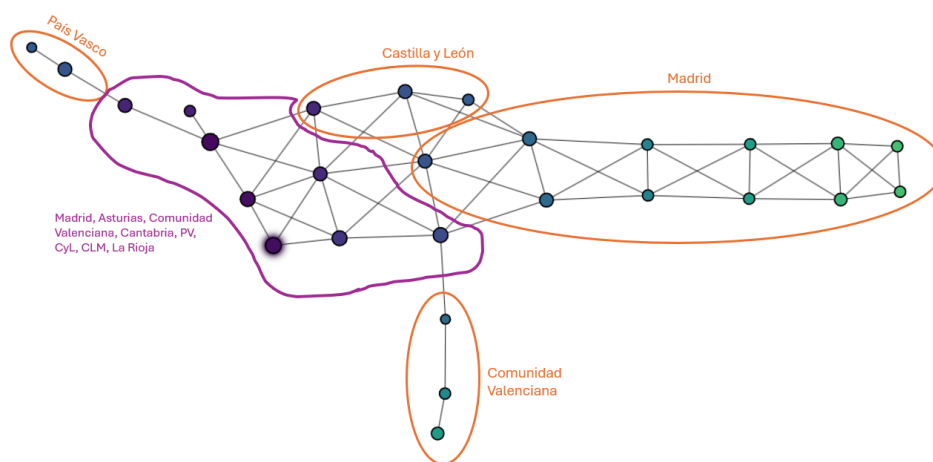 País Vasco
Castilla y León
Madrid
Madrid, Asturias, Comunidad
Valenciana, Cantabria, PV,
CyL, CLM, La Rioja
Comunidad
Valenciana